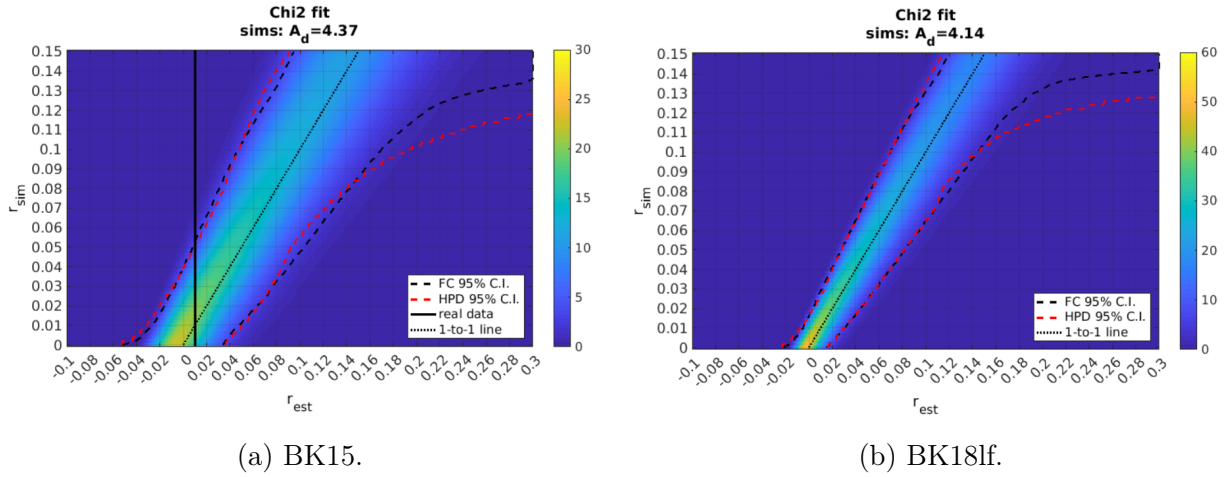 Chi2 fit
sims: A_d=4.37
0.15
0.14
0.13
0.12
0.11
0.1
0.09
0.08
0.07
0.06
0.05
0.04
0.03
0.02
0.01
0
r_sim
-0.1 -0.08 -0.06 -0.04 -0.02 0 0.02 0.04 0.06 0.08 0.1 0.12 0.14 0.16 0.18 0.2 0.22 0.24 0.26 0.28 0.3
r_est
FC 95% C.I.
HPD 95% C.I.
real data
1-to-1 line
30
25
20
15
10
5
0
(a) BK15.
Chi2 fit
sims: A_d=4.14
0.15
0.14
0.13
0.12
0.11
0.1
0.09
0.08
0.07
0.06
0.05
0.04
0.03
0.02
0.01
0
r_sim
-0.1 -0.08 -0.06 -0.04 -0.02 0 0.02 0.04 0.06 0.08 0.1 0.12 0.14 0.16 0.18 0.2 0.22 0.24 0.26 0.28 0.3
r_est
FC 95% C.I.
HPD 95% C.I.
1-to-1 line
60
50
40
30
20
10
0
(b) BK18lf.